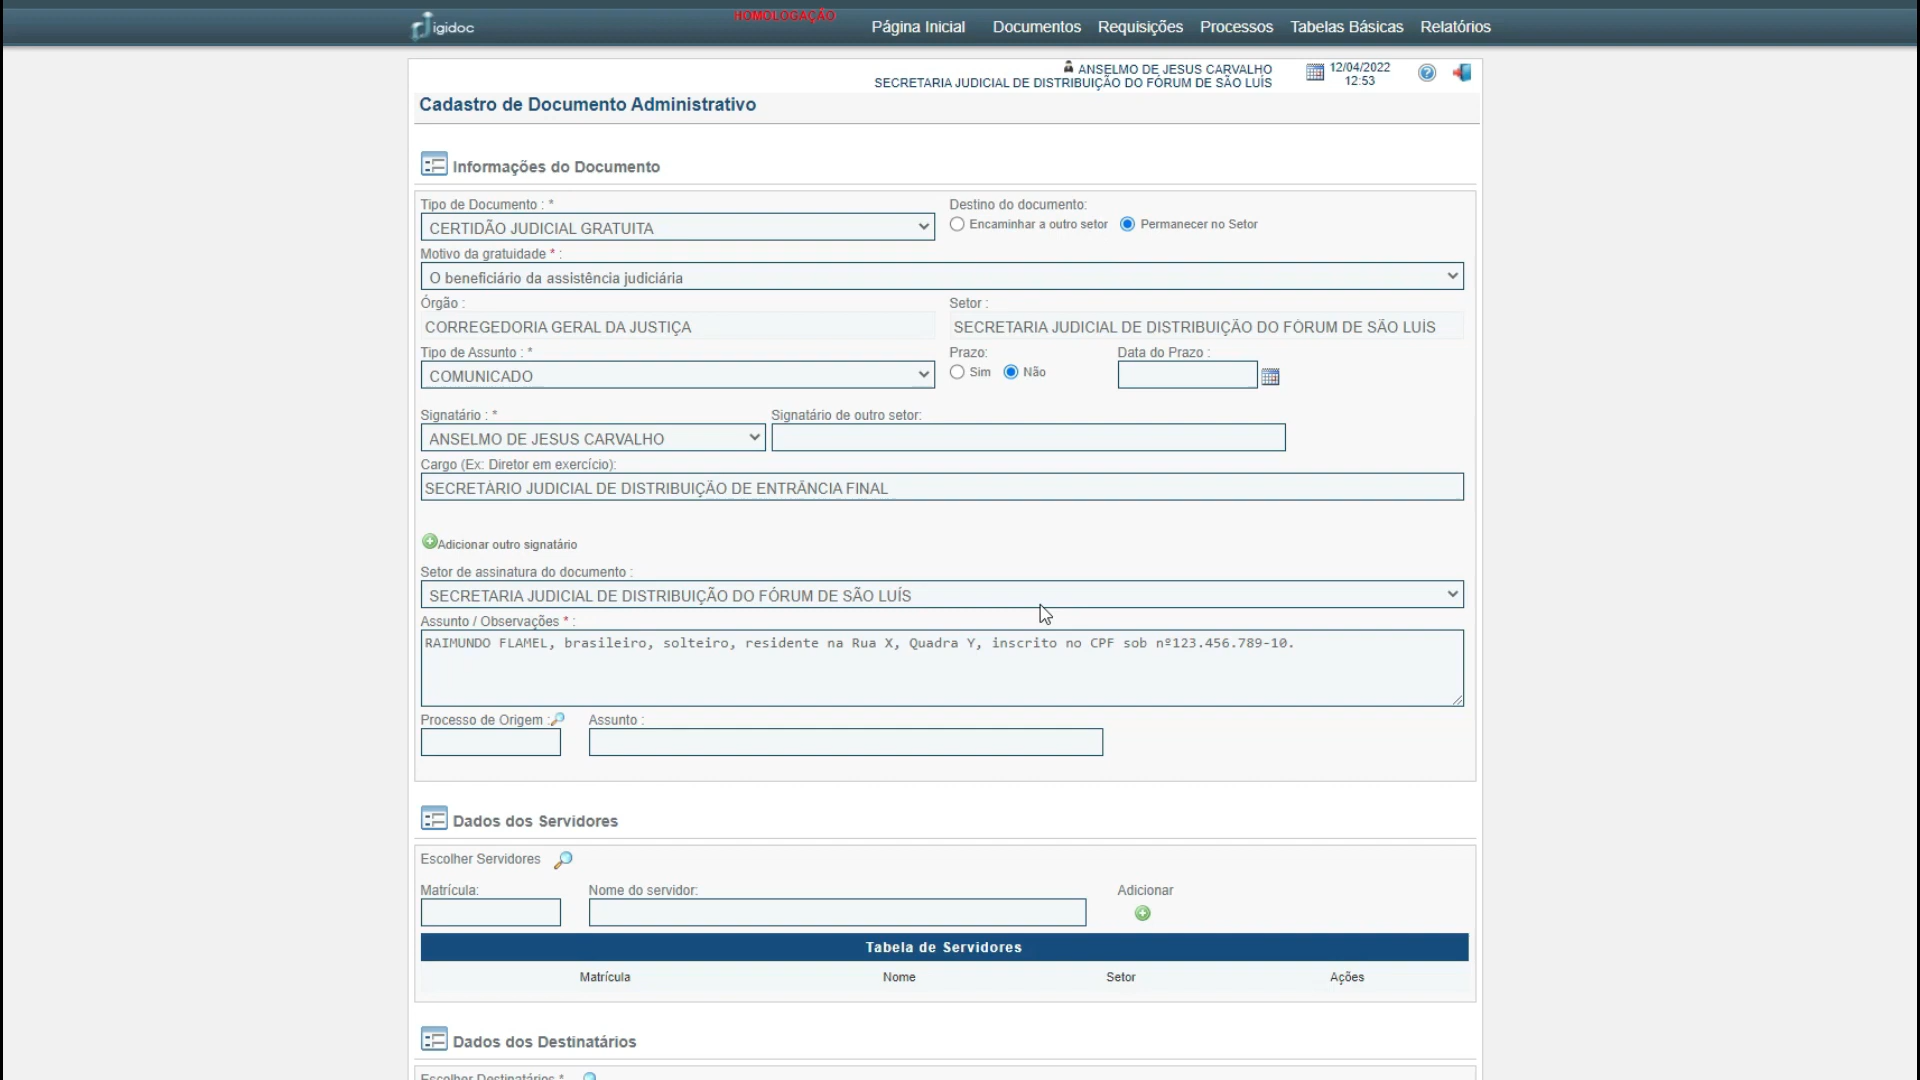 igidoc
HOMOLOGAÇÃO
Página Inicial Documentos Requisições Processos Tabelas Básicas Relatórios
ANSELMO DE JESUS CARVALHO
SECRETARIA JUDICIAL DE DISTRIBUIÇÃO DO FÓRUM DE SÃO LUÍS
12/04/2022
12:53
Cadastro de Documento Administrativo
Informações do Documento
Tipo de Documento : * Destino do documento:
CERTIDÃO JUDICIAL GRATUITA Encaminhar a outro setor Permanecer no Setor
Motivo da gratuidade * :
O beneficiário da assistência judiciária
Órgão : Setor :
CORREGEDORIA GERAL DA JUSTIÇA SECRETARIA JUDICIAL DE DISTRIBUIÇÃO DO FÓRUM DE SÃO LUÍS
Tipo de Assunto : * Prazo: Data do Prazo :
COMUNICADO Sim Não
Signatário : * Signatário de outro setor:
ANSELMO DE JESUS CARVALHO
Cargo (Ex: Diretor em exercício):
SECRETÁRIO JUDICIAL DE DISTRIBUIÇÃO DE ENTRÂNCIA FINAL
Adicionar outro signatário
Setor de assinatura do documento :
SECRETARIA JUDICIAL DE DISTRIBUIÇÃO DO FÓRUM DE SÃO LUÍS
Assunto / Observações * :
RAIMUNDO FLAMEL, brasileiro, solteiro, residente na Rua X, Quadra Y, inscrito no CPF sob nº123.456.789-10.
Processo de Origem : Assunto :
Dados dos Servidores
Escolher Servidores
Matrícula: Nome do servidor: Adicionar
Tabela de Servidores
Matrícula Nome Setor Ações
Dados dos Destinatários
Escolher Destinatários *